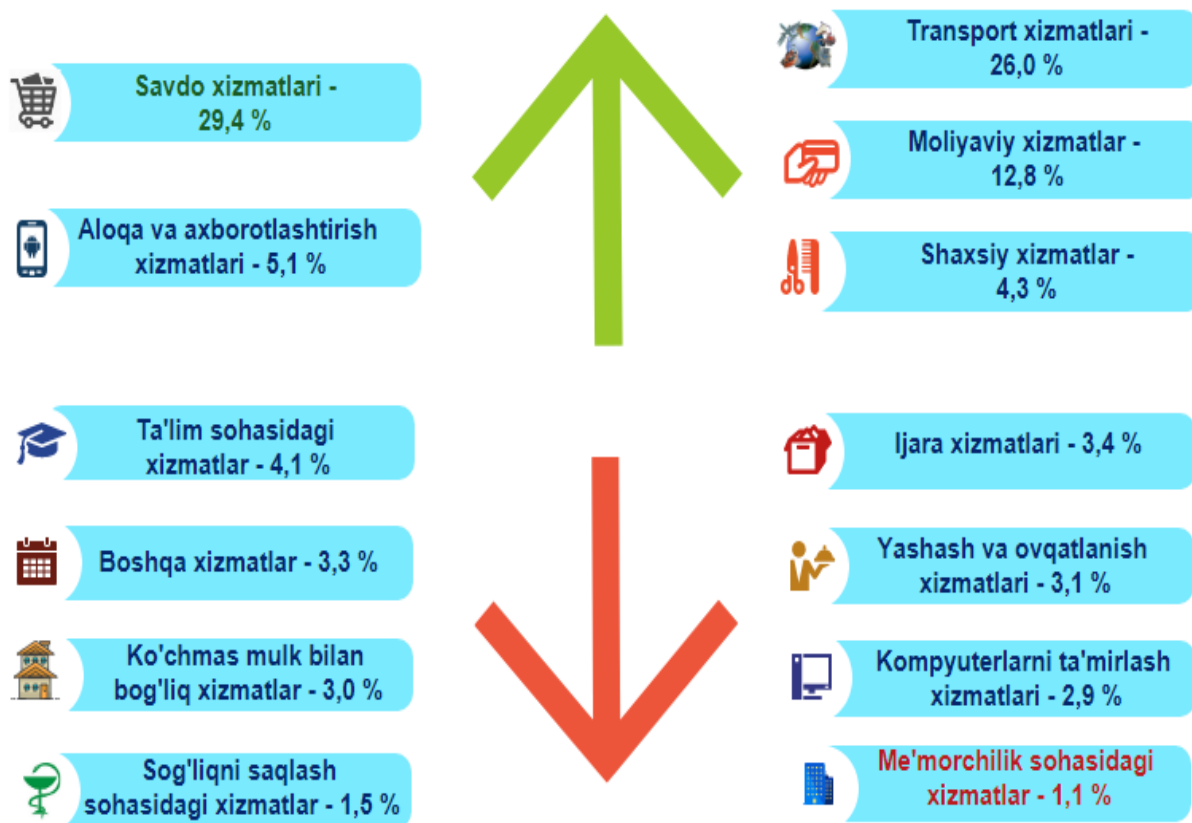 Savdo xizmatlari -
29,4 %
Transport xizmatlari -
26,0 %
Moliyaviy xizmatlar -
12,8 %
Aloqa va axborotlashtirish
xizmatlari - 5,1 %
Shaxsiy xizmatlar -
4,3 %
Ta'lim sohasidagi
xizmatlar - 4,1 %
Ijara xizmatlari - 3,4 %
Boshqa xizmatlar - 3,3 %
Yashash va ovqatlanish
xizmatlari - 3,1 %
Ko'chmas mulk bilan
bog'liq xizmatlar - 3,0 %
Kompyuterlarni ta'mirlash
xizmatlari - 2,9 %
Sog'liqni saqlash
sohasidagi xizmatlar - 1,5 %
Me'morchilik sohasidagi
xizmatlar - 1,1 %